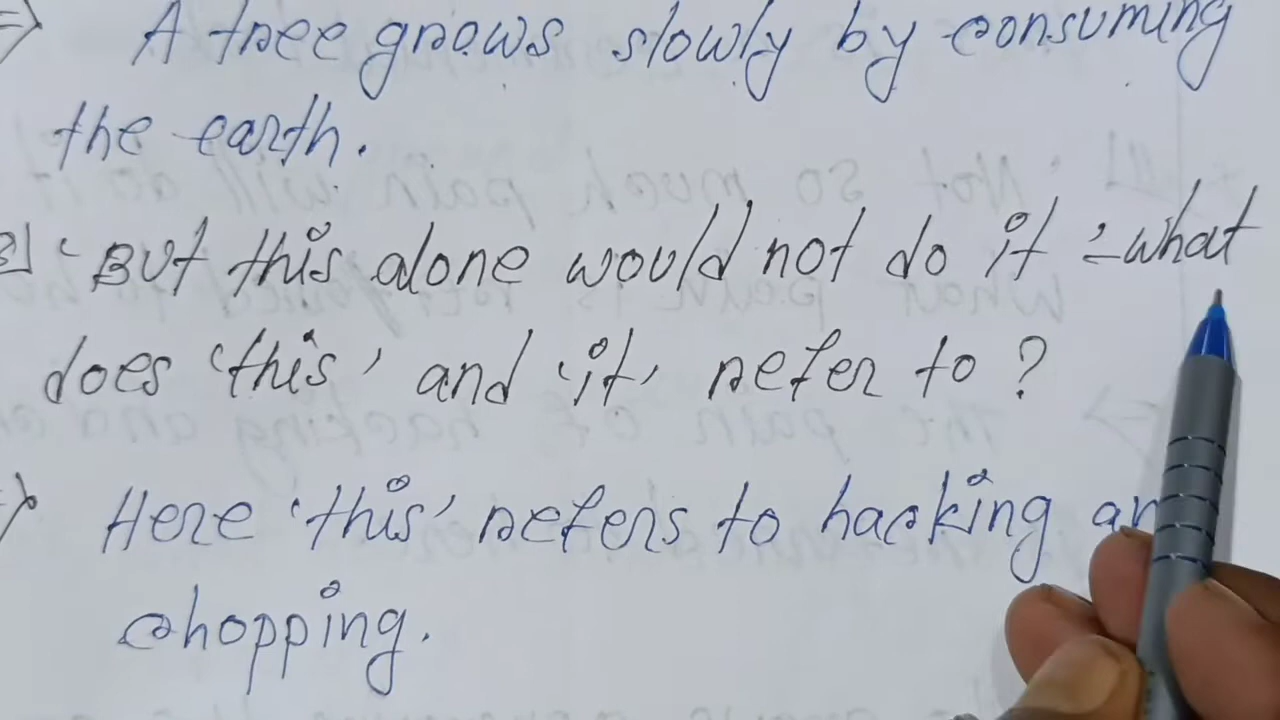 ⇒ A tree grows slowly by consuming
the earth.
'But this alone would not do it' :- what
does 'this' and 'it' refer to ?
Here 'this' refers to hacking
chopping.